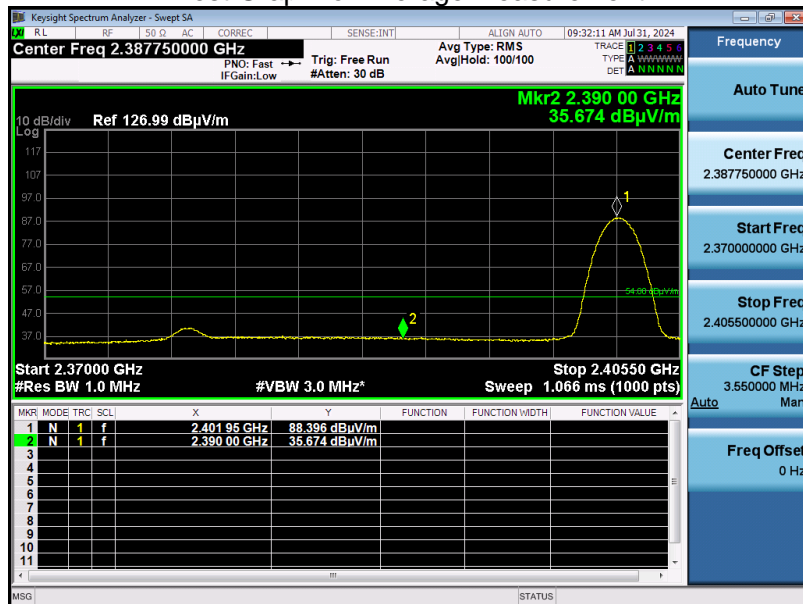 Keysight Spectrum Analyzer - Swept SA
LXI RL RF 50 Ω AC CORREC SENSE:INT ALIGN AUTO 09:32:11 AM Jul 31, 2024
Center Freq 2.387750000 GHz
PNO: Fast
IFGain:Low
Trig: Free Run
#Atten: 30 dB
Avg Type: RMS
Avg|Hold: 100/100
TRACE 1 2 3 4 5 6
TYPE A WWWWW
DET A N N N N N
Mkr2 2.390 00 GHz
35.674 dBµV/m
10 dB/div Ref 126.99 dBµV/m
Log
117
107
97.0
87.0
77.0
67.0
57.0
47.0
37.0
1
2
54.00 dBµV/m
Start 2.37000 GHz Stop 2.40550 GHz
#Res BW 1.0 MHz #VBW 3.0 MHz* Sweep 1.066 ms (1000 pts)
MKR MODE TRC SCL X Y FUNCTION FUNCTION WIDTH FUNCTION VALUE
1 N 1 f 2.401 95 GHz 88.396 dBµV/m
2 N 1 f 2.390 00 GHz 35.674 dBµV/m
3
4
5
6
7
8
9
10
11
MSG STATUS
Frequency
Auto Tune
Center Freq
2.387750000 GHz
Start Freq
2.370000000 GHz
Stop Freq
2.405500000 GHz
CF Step
3.550000 MHz
Auto Man
Freq Offset
0 Hz